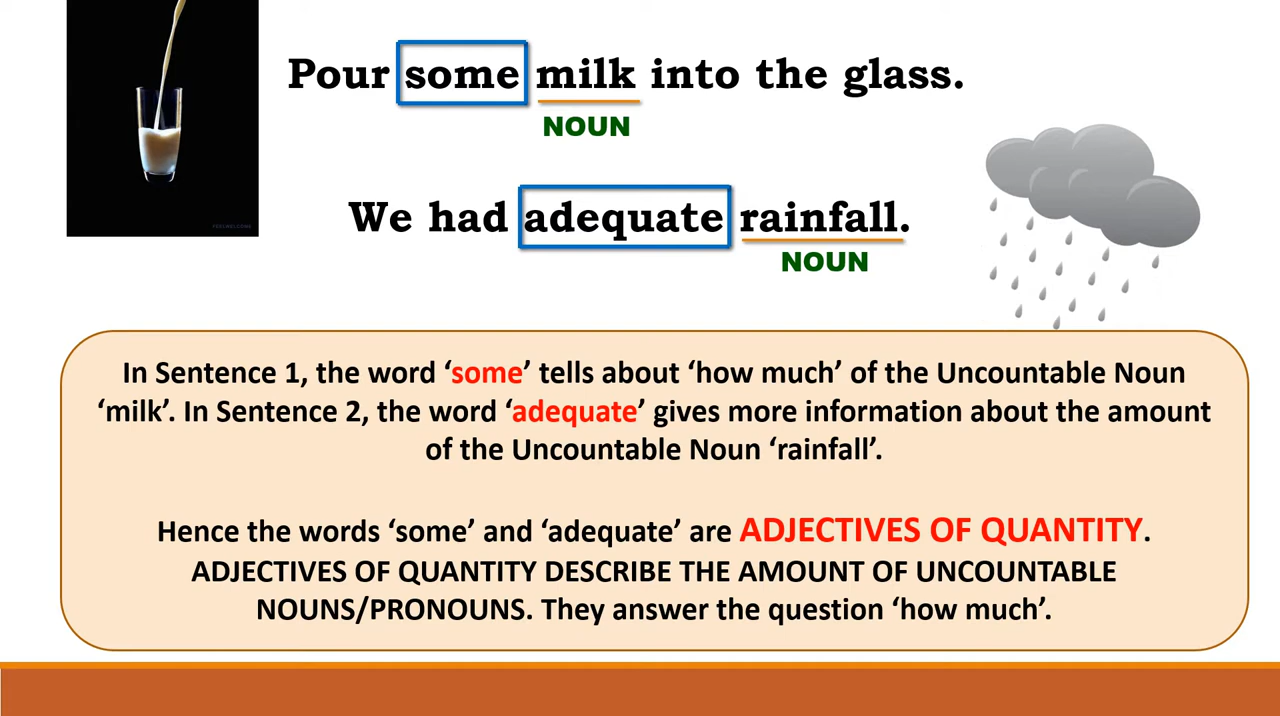 Pour some milk into the glass.
NOUN
We had adequate rainfall.
NOUN
FEELWELCOME
In Sentence 1, the word ‘some’ tells about ‘how much’ of the Uncountable Noun
‘milk’. In Sentence 2, the word ‘adequate’ gives more information about the amount
of the Uncountable Noun ‘rainfall’.
Hence the words ‘some’ and ‘adequate’ are ADJECTIVES OF QUANTITY.
ADJECTIVES OF QUANTITY DESCRIBE THE AMOUNT OF UNCOUNTABLE
NOUNS/PRONOUNS. They answer the question ‘how much’.